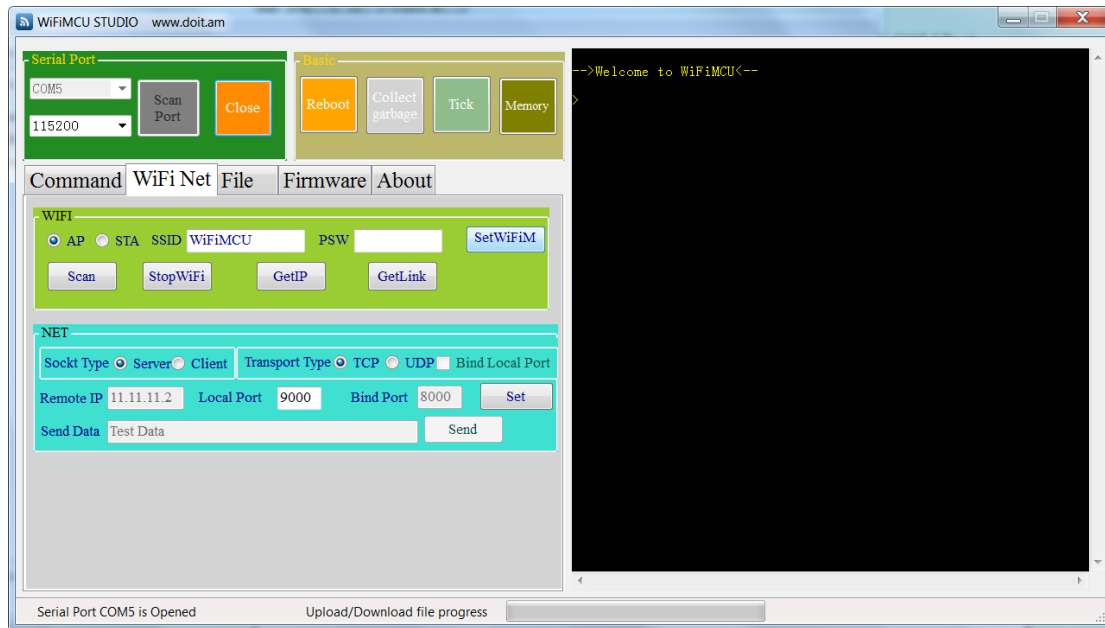 WiFiMCU STUDIO www.doit.am
Serial Port
COM5
115200
Scan
Port
Close
Basic
Reboot
Collect
garbage
Tick
Memory
-->Welcome to WiFiMCU<--
>
Command WiFi Net File Firmware About
WIFI
AP STA SSID WiFiMCU PSW SetWiFiM
Scan StopWiFi GetIP GetLink
NET
Sockt Type Server Client Transport Type TCP UDP Bind Local Port
Remote IP 11.11.11.2 Local Port 9000 Bind Port 8000 Set
Send Data Test Data Send
Serial Port COM5 is Opened Upload/Download file progress